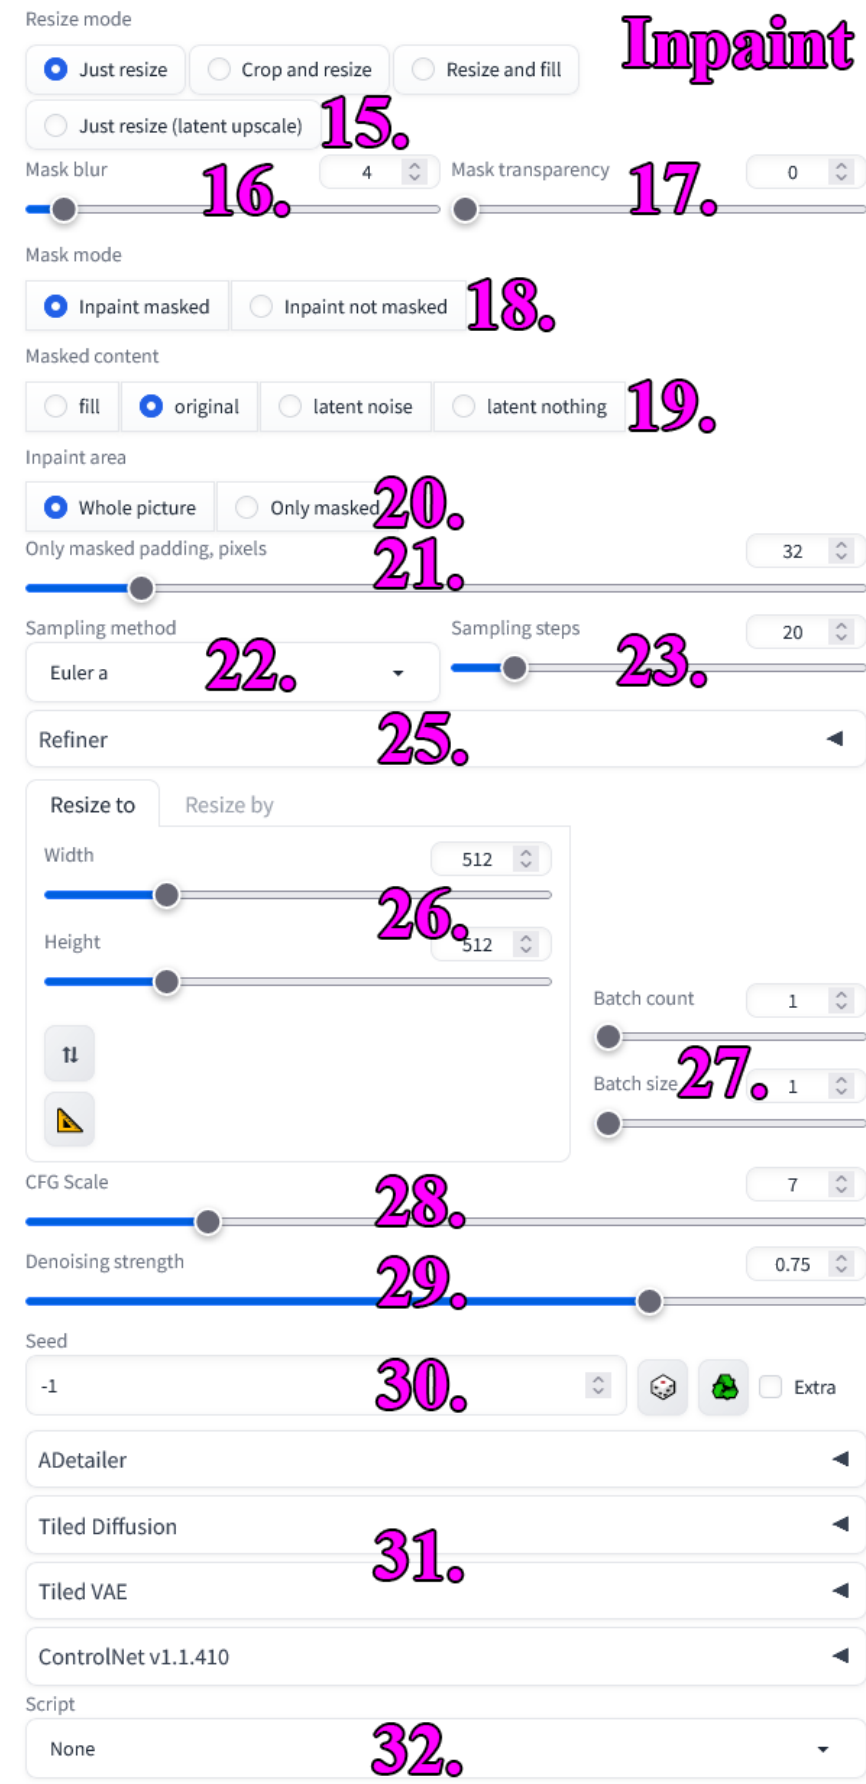 Resize mode
Inpaint
Just resize Crop and resize Resize and fill
Just resize (latent upscale) 15.
Mask blur 16. 4 Mask transparency 17. 0
Mask mode
Inpaint masked Inpaint not masked 18.
Masked content
fill original latent noise latent nothing 19.
Inpaint area
Whole picture Only masked 20.
Only masked padding, pixels 21. 32
Sampling method Sampling steps 20
Euler a 22. 23.
Refiner 25.
Resize to Resize by
Width 512
26.
Height 512
Batch count 1
27.
Batch size 1
CFG Scale 28. 7
Denoising strength 29. 0.75
Seed
-1 30. Extra
ADetailer
Tiled Diffusion
31.
Tiled VAE
ControlNet v1.1.410
Script
None 32.